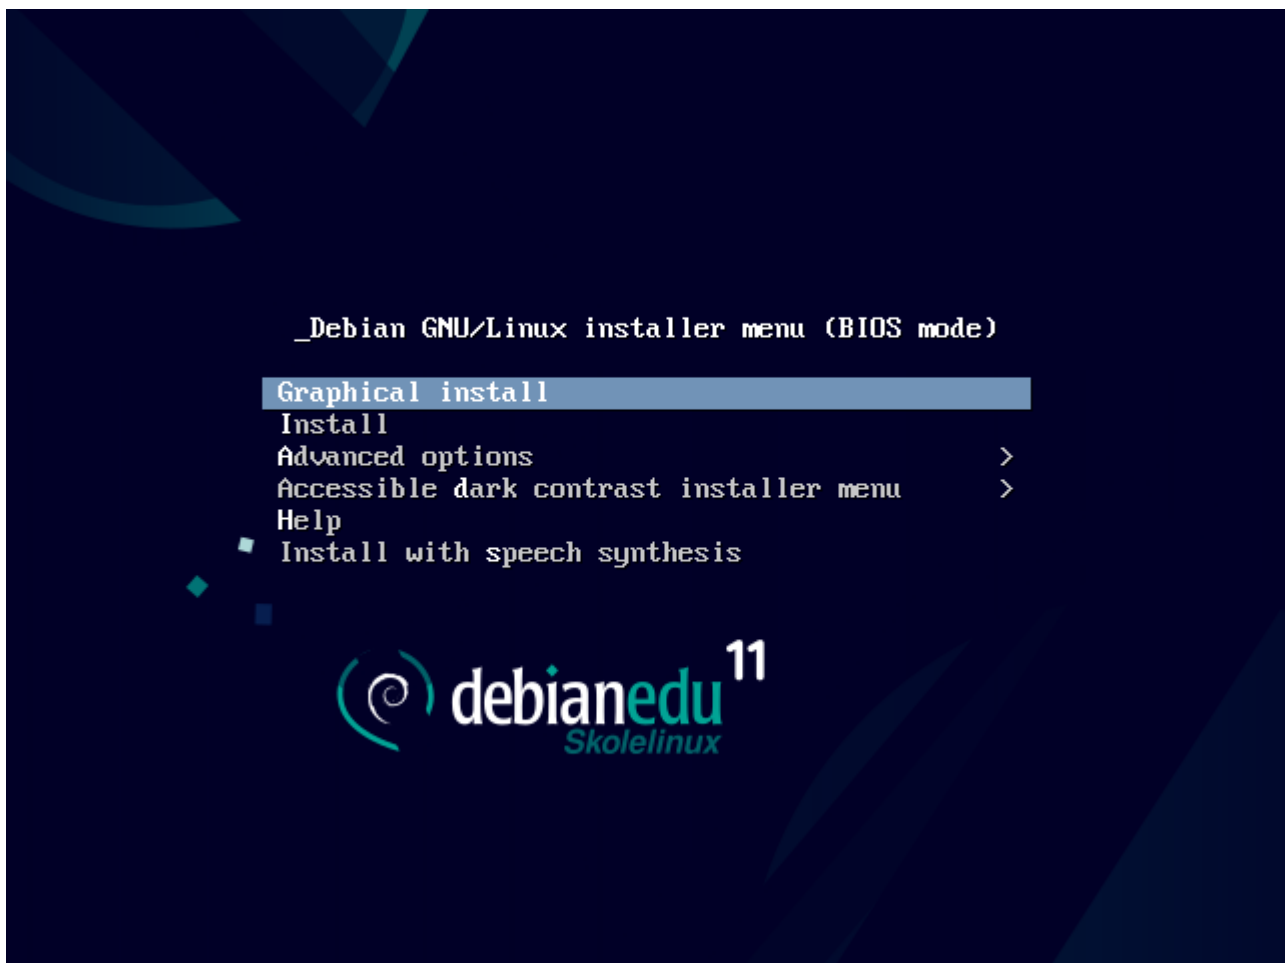 _Debian GNU/Linux installer menu (BIOS mode)
Graphical install
Install
Advanced options >
Accessible dark contrast installer menu >
Help
Install with speech synthesis
debianedu 11
Skolelinux